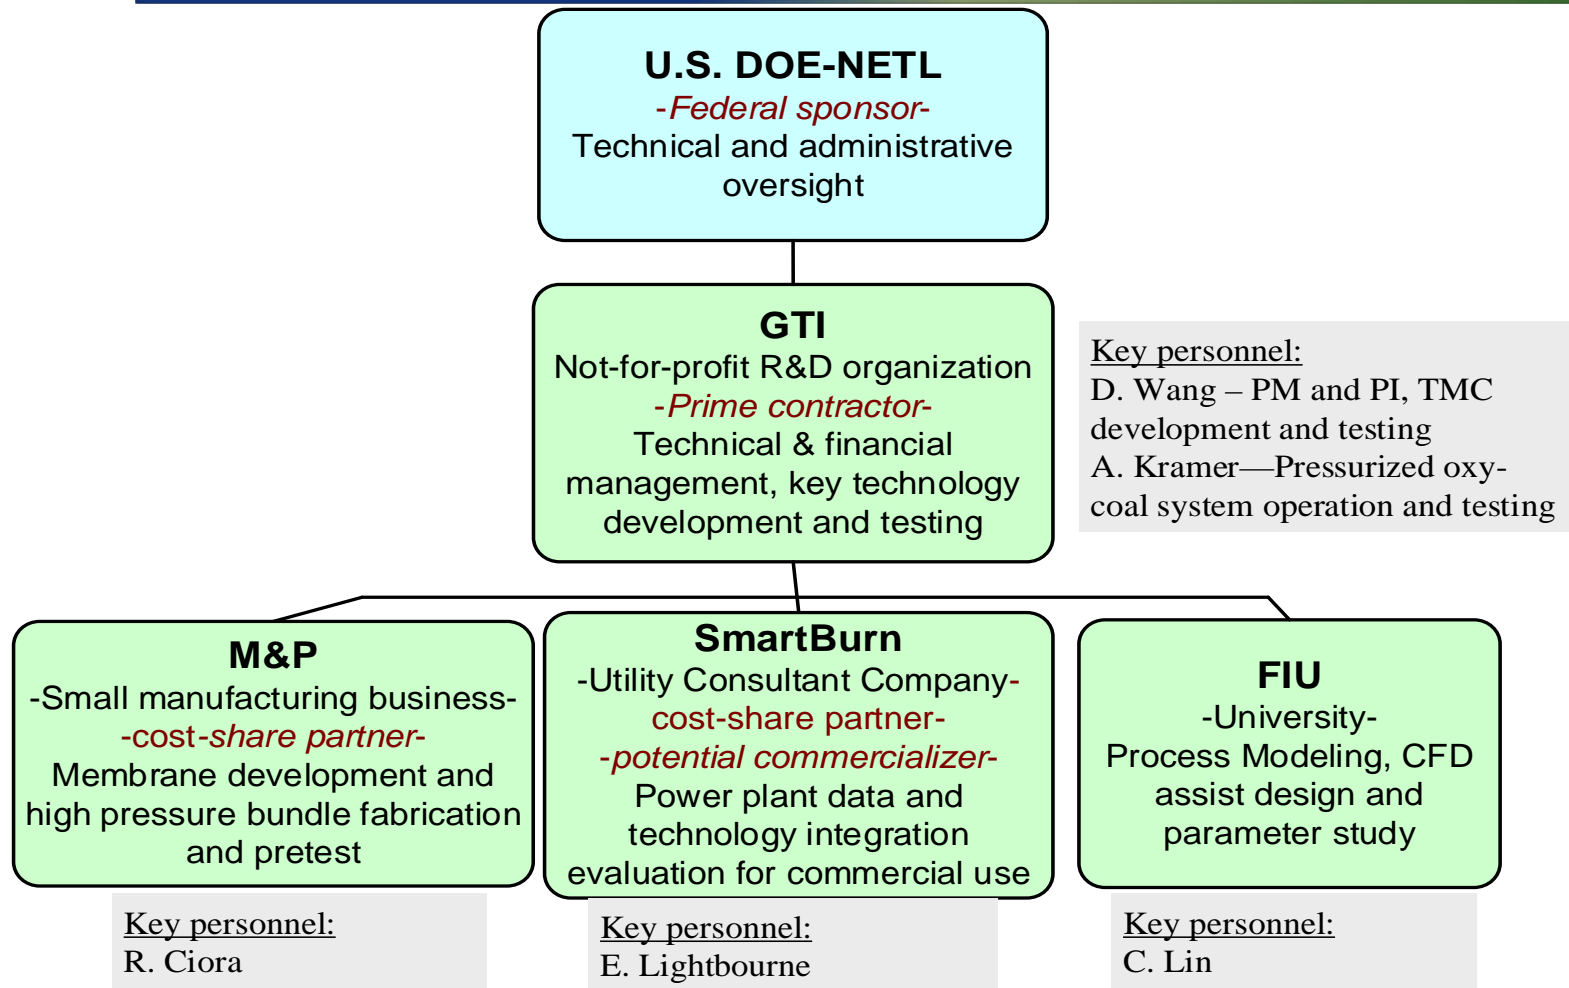 U.S. DOE-NETL
-Federal sponsor-
Technical and administrative
oversight
GTI
Not-for-profit R&D organization
-Prime contractor-
Technical & financial
management, key technology
development and testing
Key personnel:
D. Wang – PM and PI, TMC
development and testing
A. Kramer—Pressurized oxy-
coal system operation and testing
M&P
-Small manufacturing business-
-cost-share partner-
Membrane development and
high pressure bundle fabrication
and pretest
Key personnel:
R. Ciora
SmartBurn
-Utility Consultant Company-
cost-share partner-
-potential commercializer-
Power plant data and
technology integration
evaluation for commercial use
Key personnel:
E. Lightbourne
FIU
-University-
Process Modeling, CFD
assist design and
parameter study
Key personnel:
C. Lin